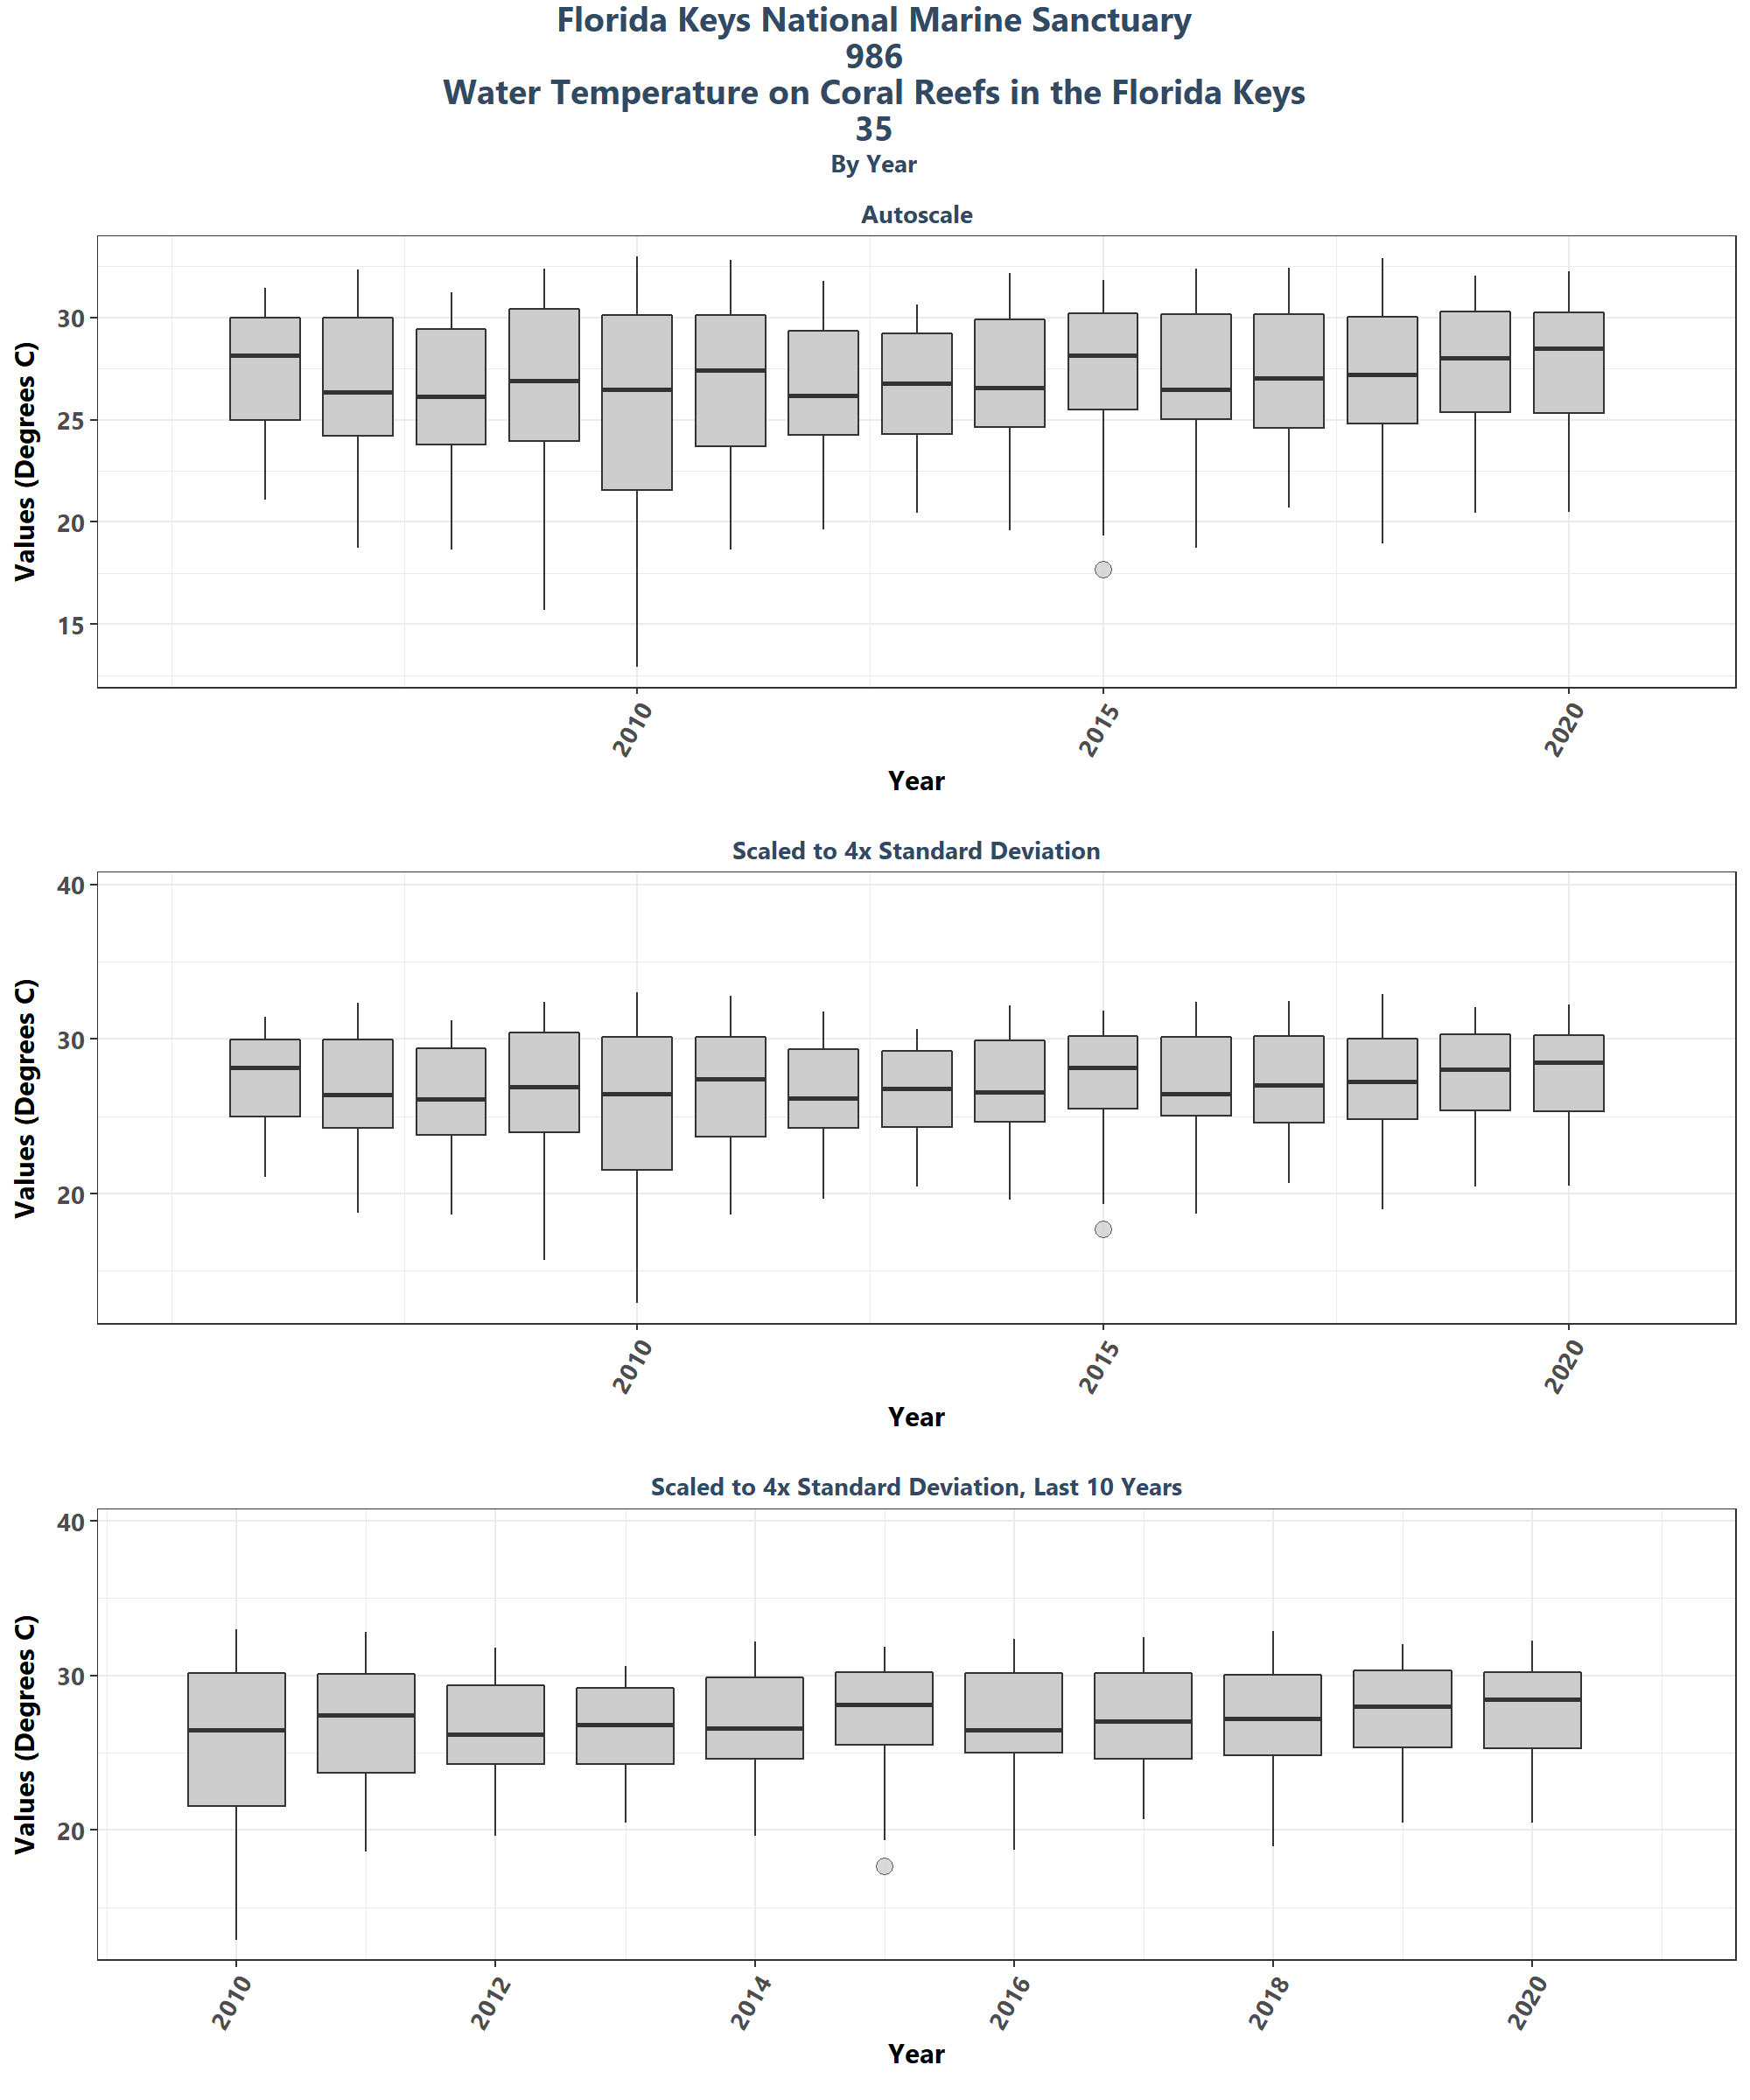 Florida Keys National Marine Sanctuary
986
Water Temperature on Coral Reefs in the Florida Keys
35
By Year
Autoscale
Values (Degrees C)
30
25
20
15
2010
2015
2020
Year
Scaled to 4x Standard Deviation
Values (Degrees C)
40
30
20
2010
2015
2020
Year
Scaled to 4x Standard Deviation, Last 10 Years
Values (Degrees C)
40
30
20
2010
2012
2014
2016
2018
2020
Year